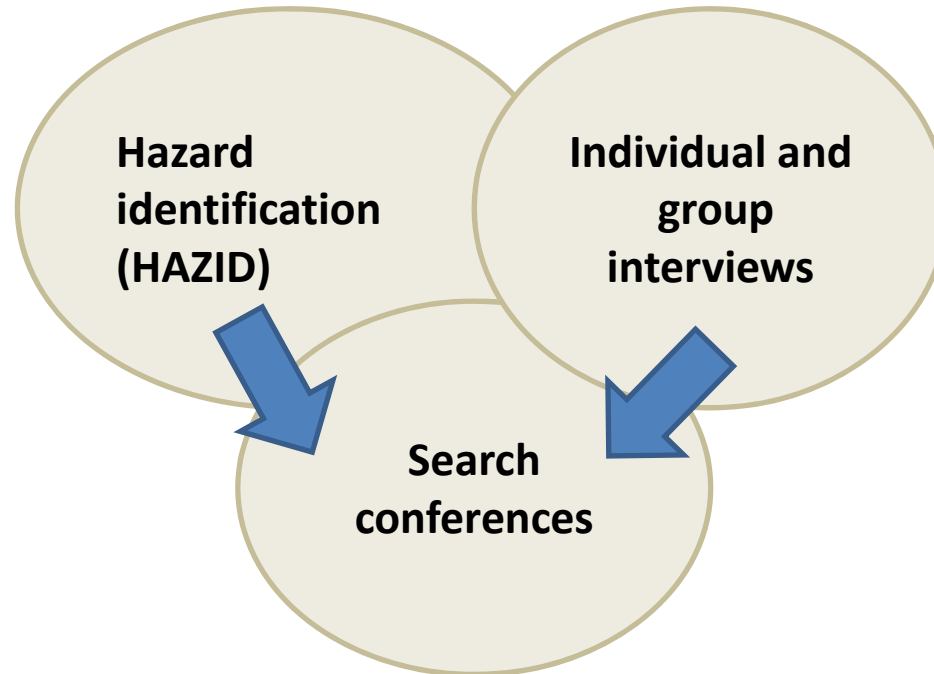 Hazard
identification
(HAZID)
Individual and
group
interviews
Search
conferences